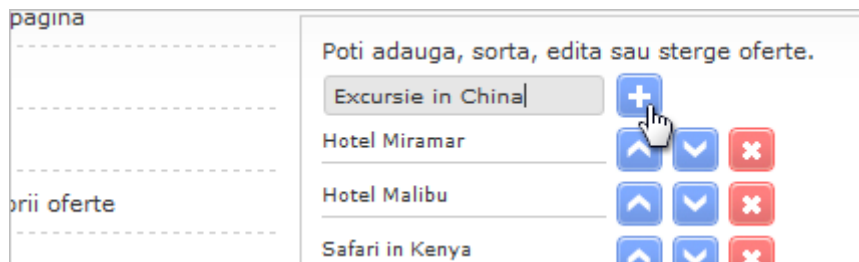 pagina
Poti adauga, sorta, edita sau sterge oferte.
Excursie in China
Hotel Miramar
Hotel Malibu
orii oferte
Safari in Kenya